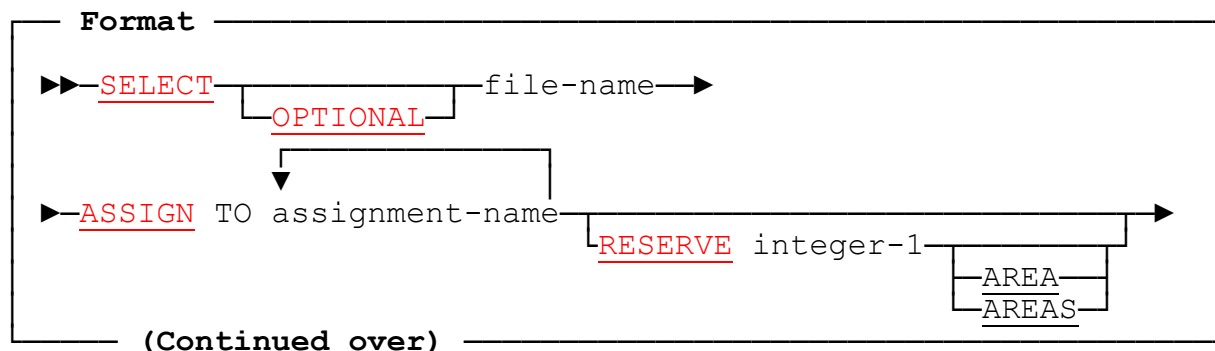 Format
SELECT file-name
OPTIONAL
ASSIGN TO assignment-name
RESERVE integer-1
AREA
AREAS
(Continued over)